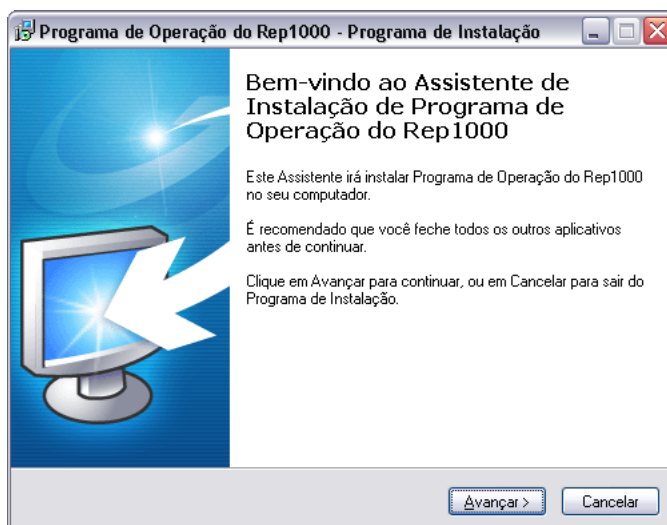 Programa de Operação do Rep1000 - Programa de Instalação
Bem-vindo ao Assistente de
Instalação de Programa de
Operação do Rep1000
Este Assistente irá instalar Programa de Operação do Rep1000
no seu computador.
É recomendado que você feche todos os outros aplicativos
antes de continuar.
Clique em Avançar para continuar, ou em Cancelar para sair do
Programa de Instalação.
Avançar >
Cancelar